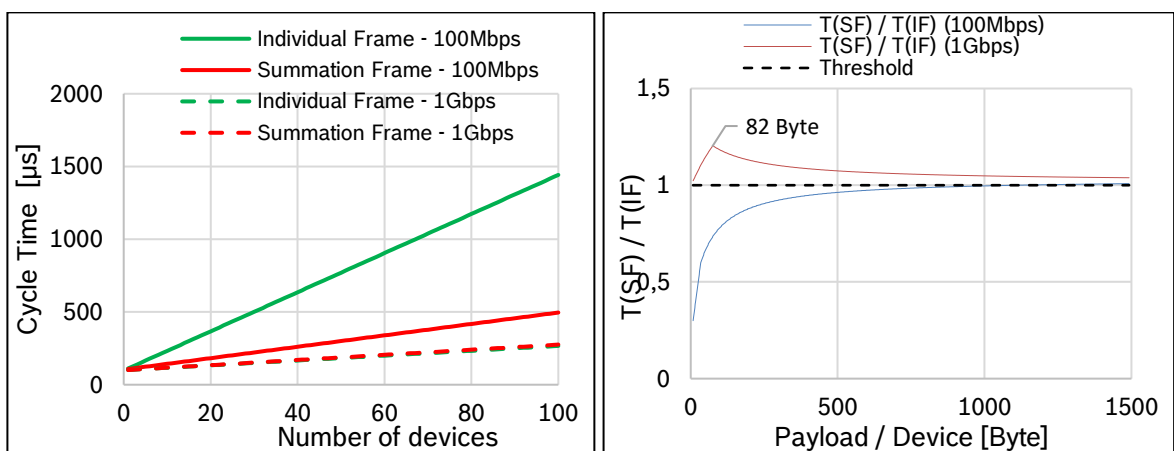 Individual Frame - 100Mbps
Summation Frame - 100Mbps
Individual Frame - 1Gbps
Summation Frame - 1Gbps
2000
1500
1000
500
0
Cycle Time [µs]
0 20 40 60 80 100
Number of devices
T(SF) / T(IF) (100Mbps)
T(SF) / T(IF) (1Gbps)
Threshold
1,5
82 Byte
1
0,5
0
T(SF) / T(IF)
0 500 1000 1500
Payload / Device [Byte]